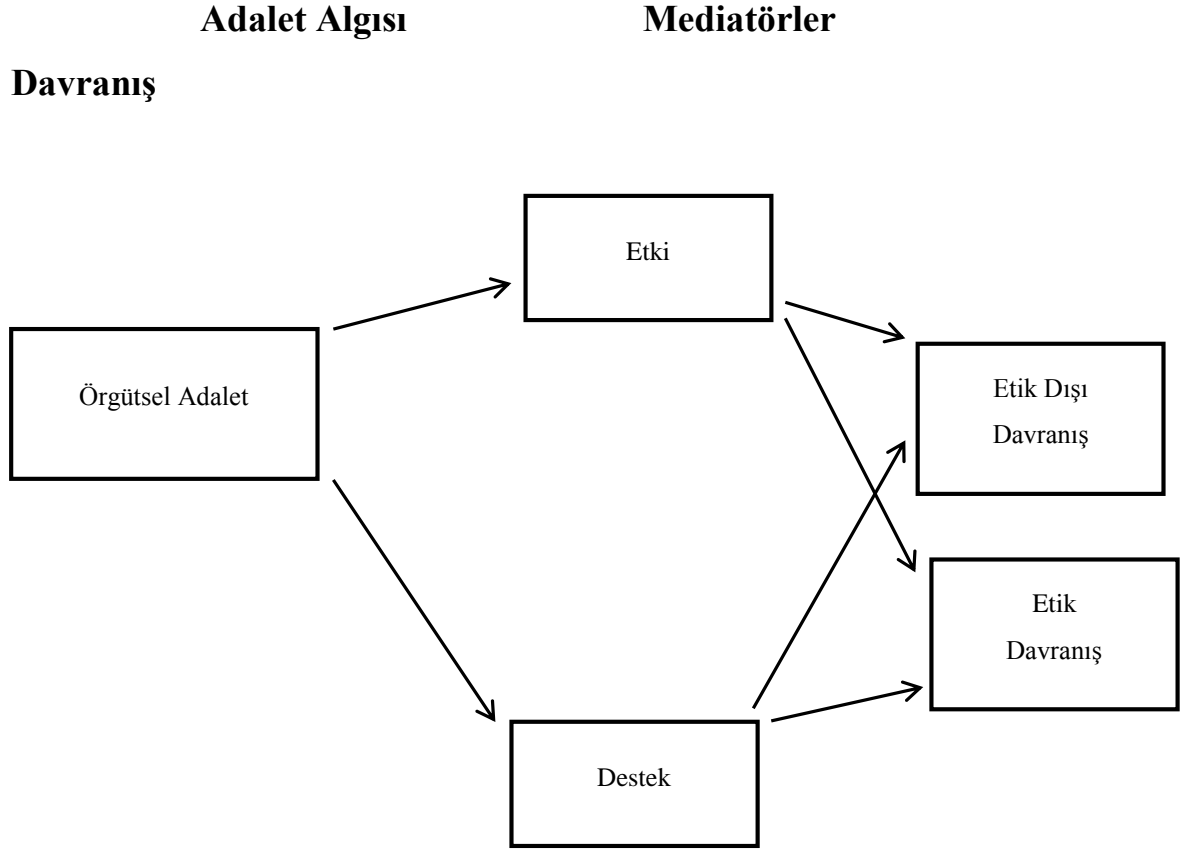 Adalet Algısı Mediatörler
Davranış
Etki
Örgütsel Adalet
Etik Dışı
Davranış
Etik
Davranış
Destek